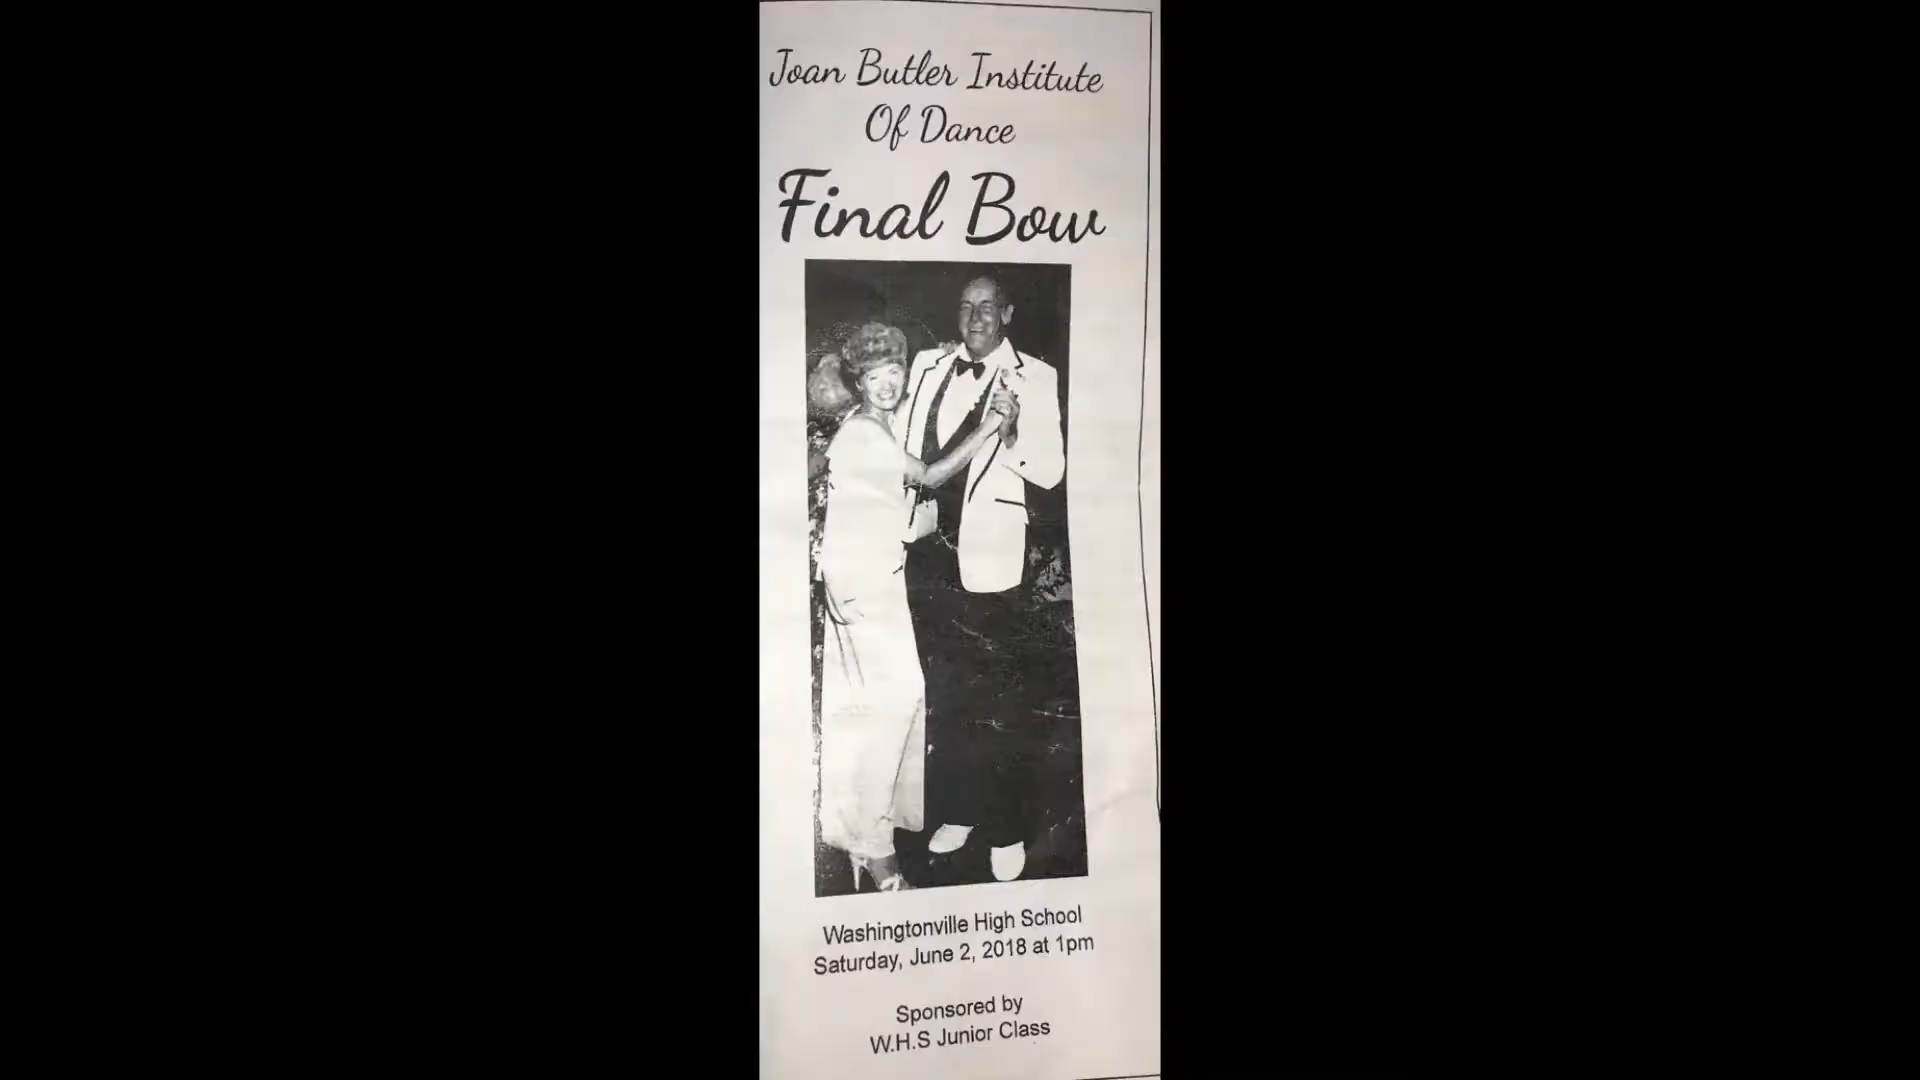 Joan Butler Institute
Of Dance
Final Bow
Washingtonville High School
Saturday, June 2, 2018 at 1pm
Sponsored by
W.H.S Junior Class